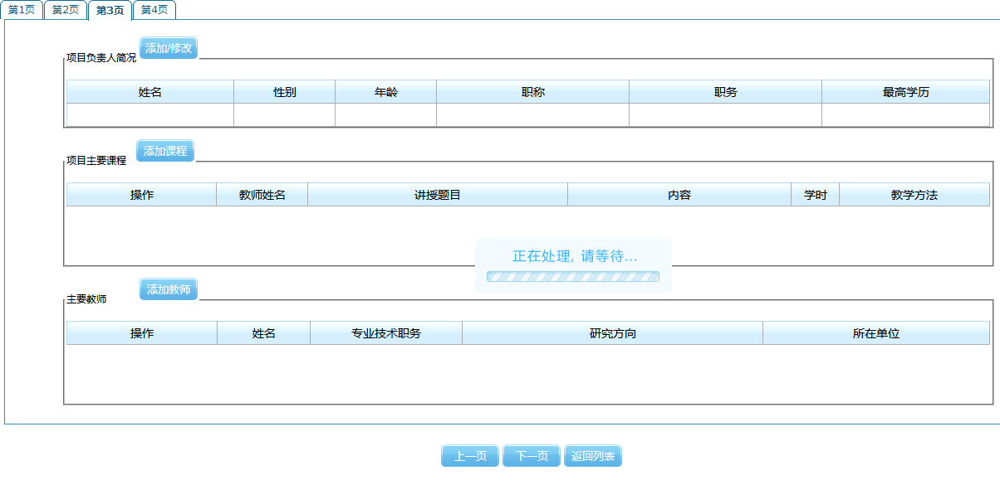 第1页 第2页 第3页 第4页
项目负责人简况 添加/修改
姓名 性别 年龄 职称 职务 最高学历
项目主要课程 添加课程
操作 教师姓名 讲授题目 内容 学时 教学方法
正在处理, 请等待...
主要教师 添加教师
操作 姓名 专业技术职务 研究方向 所在单位
上一页 下一页 返回列表